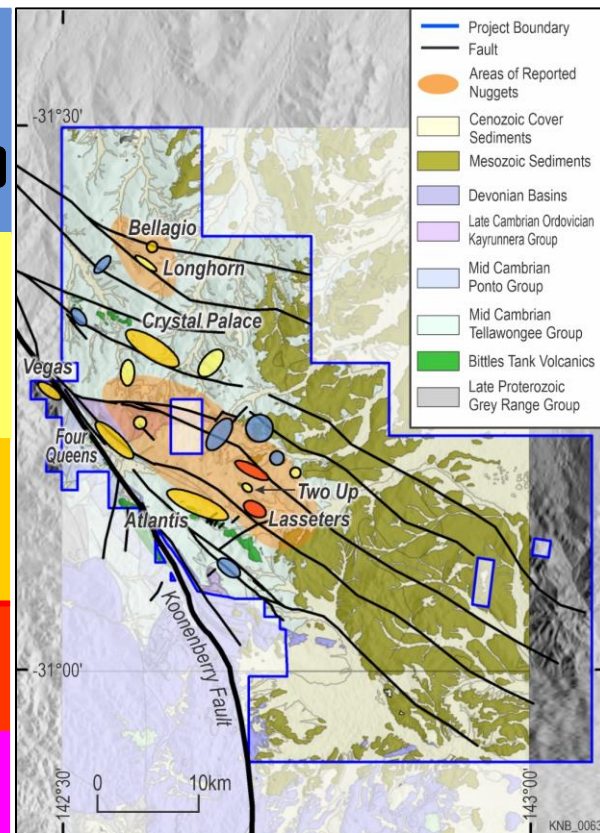 Project Boundary
Fault
Areas of Reported
Nuggets
Cenozoic Cover
Sediments
Mesozoic Sediments
Devonian Basins
Late Cambrian Ordovician
Kayrunnera Group
Mid Cambrian
Ponto Group
Mid Cambrian
Tellawongee Group
Bittles Tank Volcanics
Late Proterozoic
Grey Range Group
-31°30'
Bellagio
Longhorn
Crystal Palace
Vegas
Four
Queens
Two Up
Atlantis
Lasseters
Koonenberry Fault
-31°00'
0
10km
142°30'
143°00'
KNB_0063